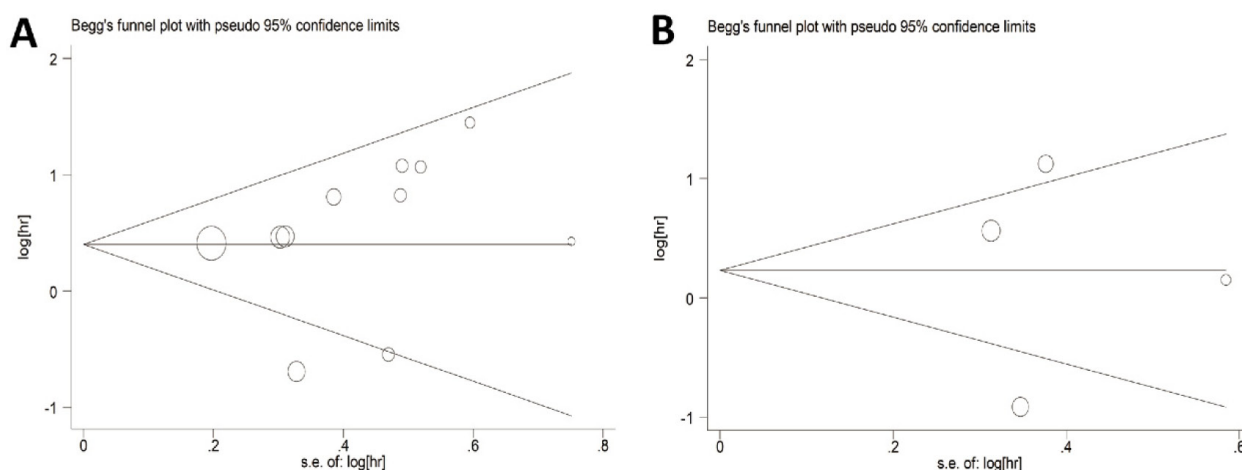 A
Begg's funnel plot with pseudo 95% confidence limits
2
1
0
-1
log[hr]
0
.2
.4
.6
.8
s.e. of: log[hr]
B
Begg's funnel plot with pseudo 95% confidence limits
2
1
0
-1
log[hr]
0
.2
.4
.6
s.e. of: log[hr]